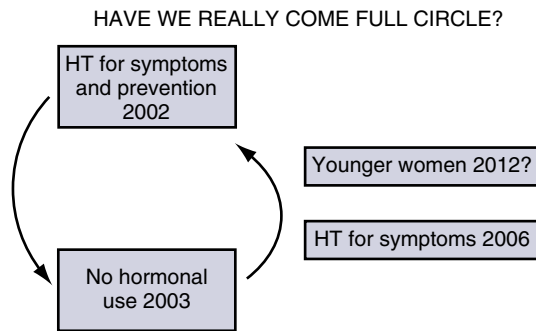 HAVE WE REALLY COME FULL CIRCLE?
HT for symptoms
and prevention
2002
Younger women 2012?
HT for symptoms 2006
No hormonal
use 2003